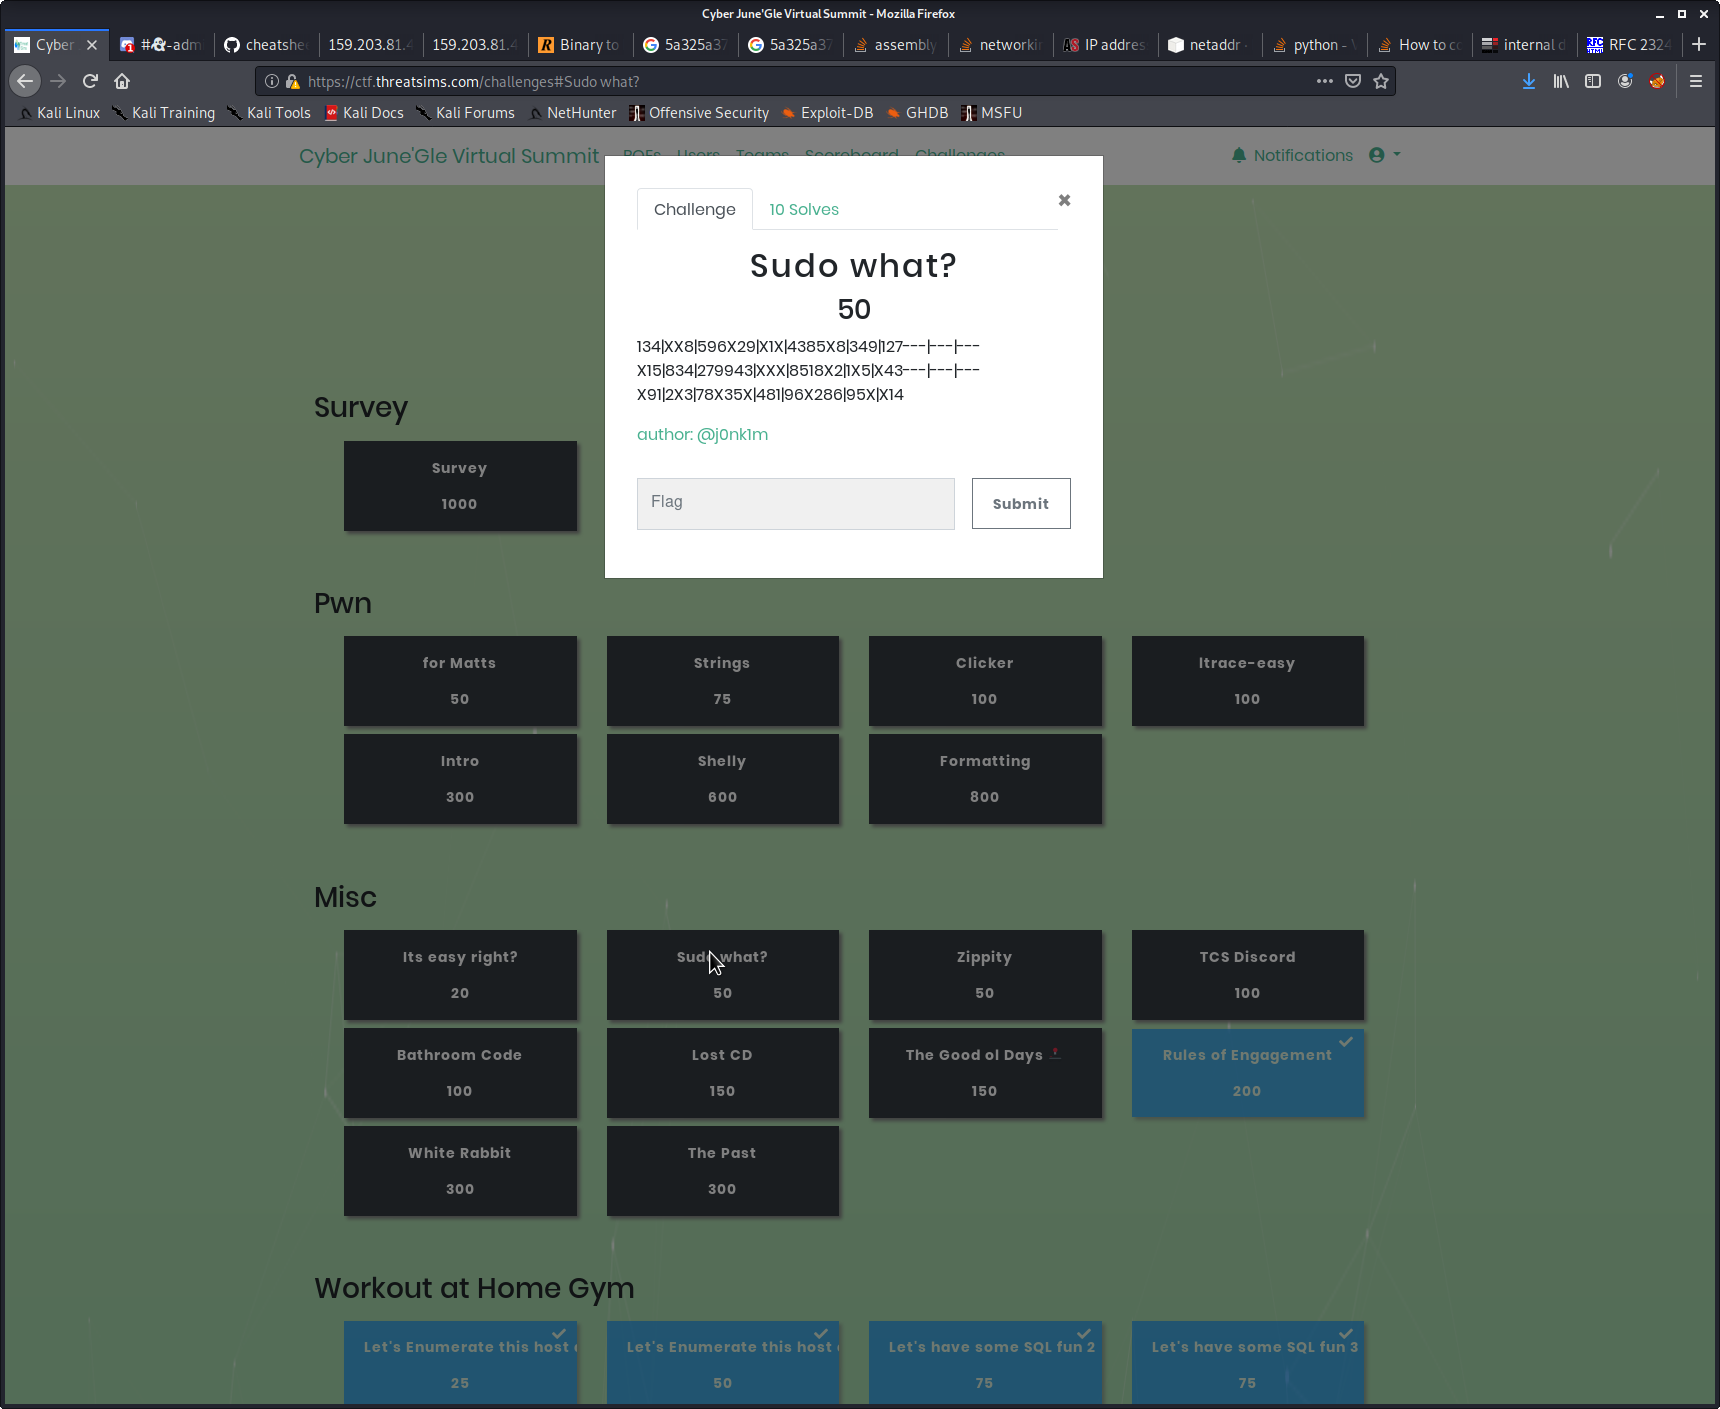 Cyber June'Gle Virtual Summit - Mozilla Firefox
Cyber
#
-adm
cheatshe
159.203.81.4
159.203.81.4
Binary to
5a325a37
5a325a37
assembly
networki
IP addres
netaddr
python -
How to c
internal d
RFC 2324
https://ctf.threatsims.com/challenges#Sudo what?
Kali Linux
Kali Training
Kali Tools
Kali Docs
Kali Forums
NetHunter
Offensive Security
Exploit-DB
GHDB
MSFU
Cyber June'Gle Virtual Summit
Users
Teams
Scoreboard
Challenges
Notifications
Challenge
10 Solves
Sudo what?
50
134|XX8|596X29|X1X|4385X8|349|127---|---|---
X15|834|279943|XXX|8518X2|1X5|X43---|---|---
X91|2X3|78X35X|481|96X286|95X|X14
author: @j0nk1m
Flag
Submit
Survey
Survey
1000
Pwn
for Matts
50
Strings
75
Clicker
100
ltrace-easy
100
Intro
300
Shelly
600
Formatting
800
Misc
Its easy right?
20
Sudo what?
50
Zippity
50
TCS Discord
100
Bathroom Code
100
Lost CD
150
The Good ol Days
150
Rules of Engagement
200
White Rabbit
300
The Past
300
Workout at Home Gym
Let's Enumerate this host
25
Let's Enumerate this host
50
Let's have some SQL fun 2
75
Let's have some SQL fun 3
75